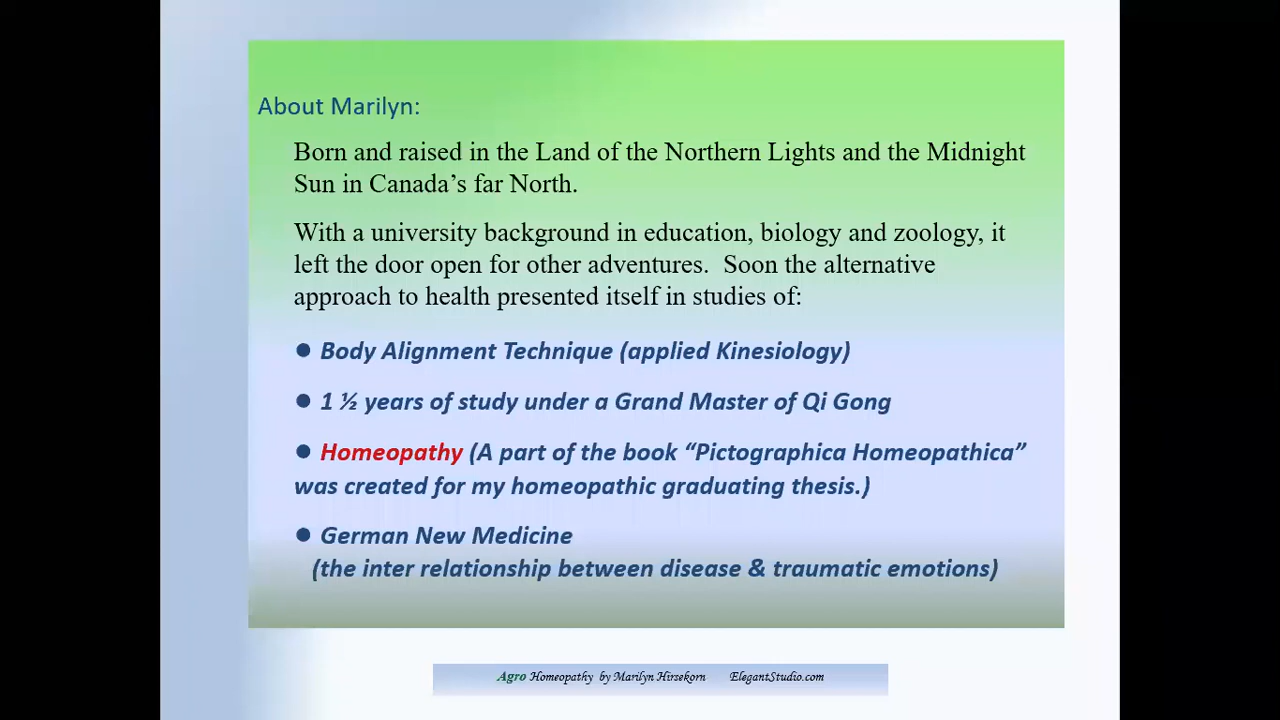 About Marilyn:
Born and raised in the Land of the Northern Lights and the Midnight
Sun in Canada’s far North.
With a university background in education, biology and zoology, it
left the door open for other adventures.  Soon the alternative
approach to health presented itself in studies of:
● Body Alignment Technique (applied Kinesiology)
● 1 ½ years of study under a Grand Master of Qi Gong
● Homeopathy (A part of the book “Pictographica Homeopathica”
was created for my homeopathic graduating thesis.)
● German New Medicine
(the inter relationship between disease & traumatic emotions)
Agro Homeopathy by Marilyn Hirsekorn ElegantStudio.com